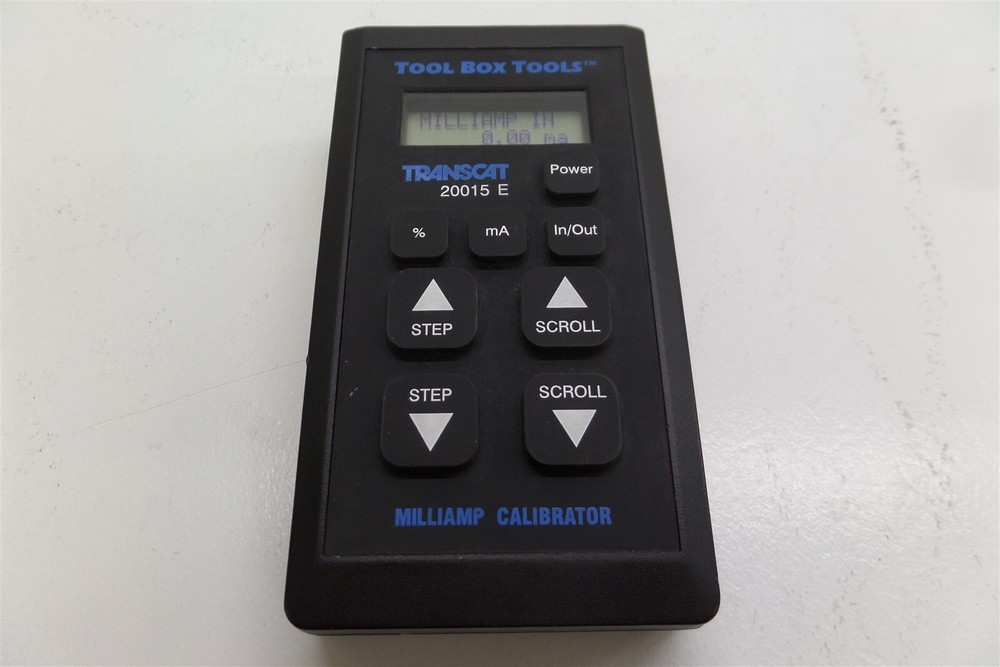 TOOL BOX TOOLS™
MILLIAMP IN
0.00 ma
TRANSCAT
20015 E
Power
% mA In/Out
STEP SCROLL
STEP SCROLL
MILLIAMP CALIBRATOR